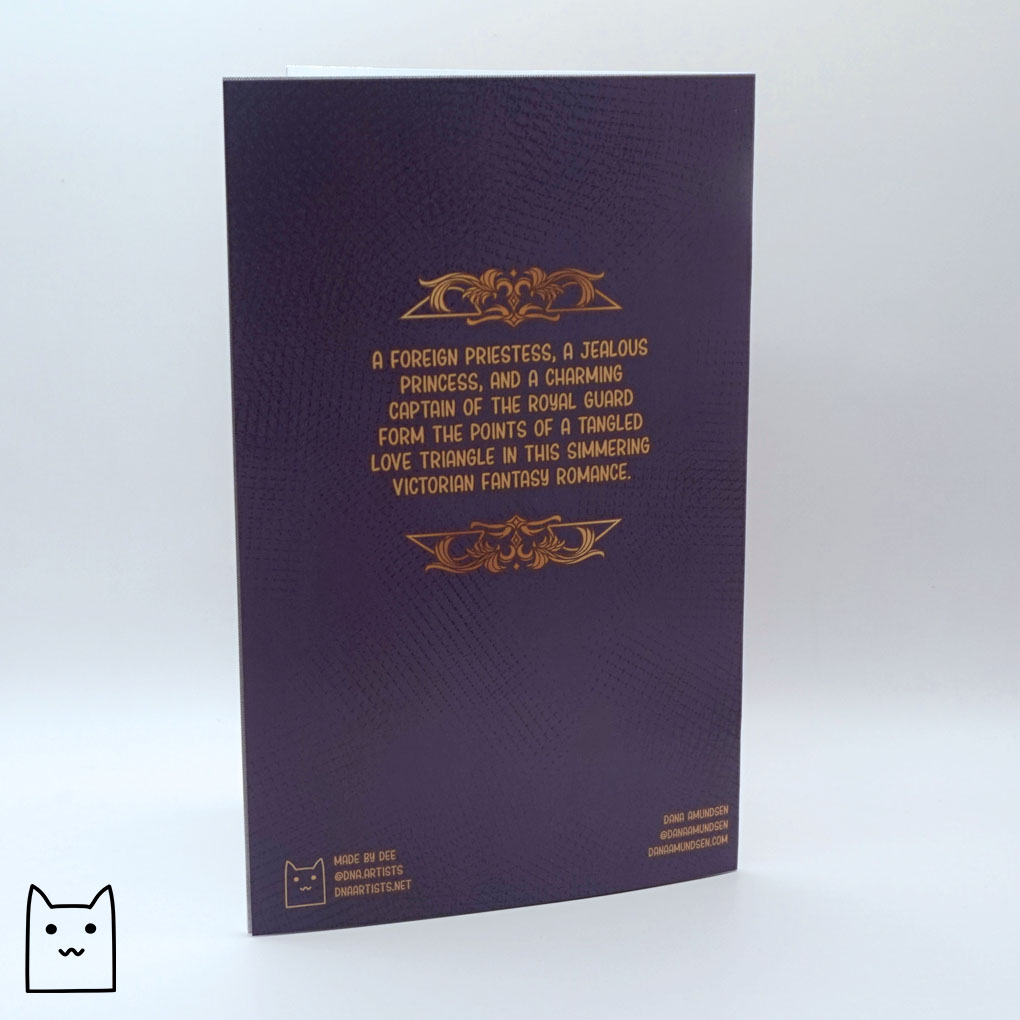 A FOREIGN PRIESTESS, A JEALOUS
PRINCESS, AND A CHARMING
CAPTAIN OF THE ROYAL GUARD
FORM THE POINTS OF A TANGLED
LOVE TRIANGLE IN THIS SIMMERING
VICTORIAN FANTASY ROMANCE.
MADE BY DEE
@DNA.ARTISTS
DNAARTISTS.NET
DANA AMUNDSEN
@DANAAMUNDSEN
DANAAMUNDSEN.COM